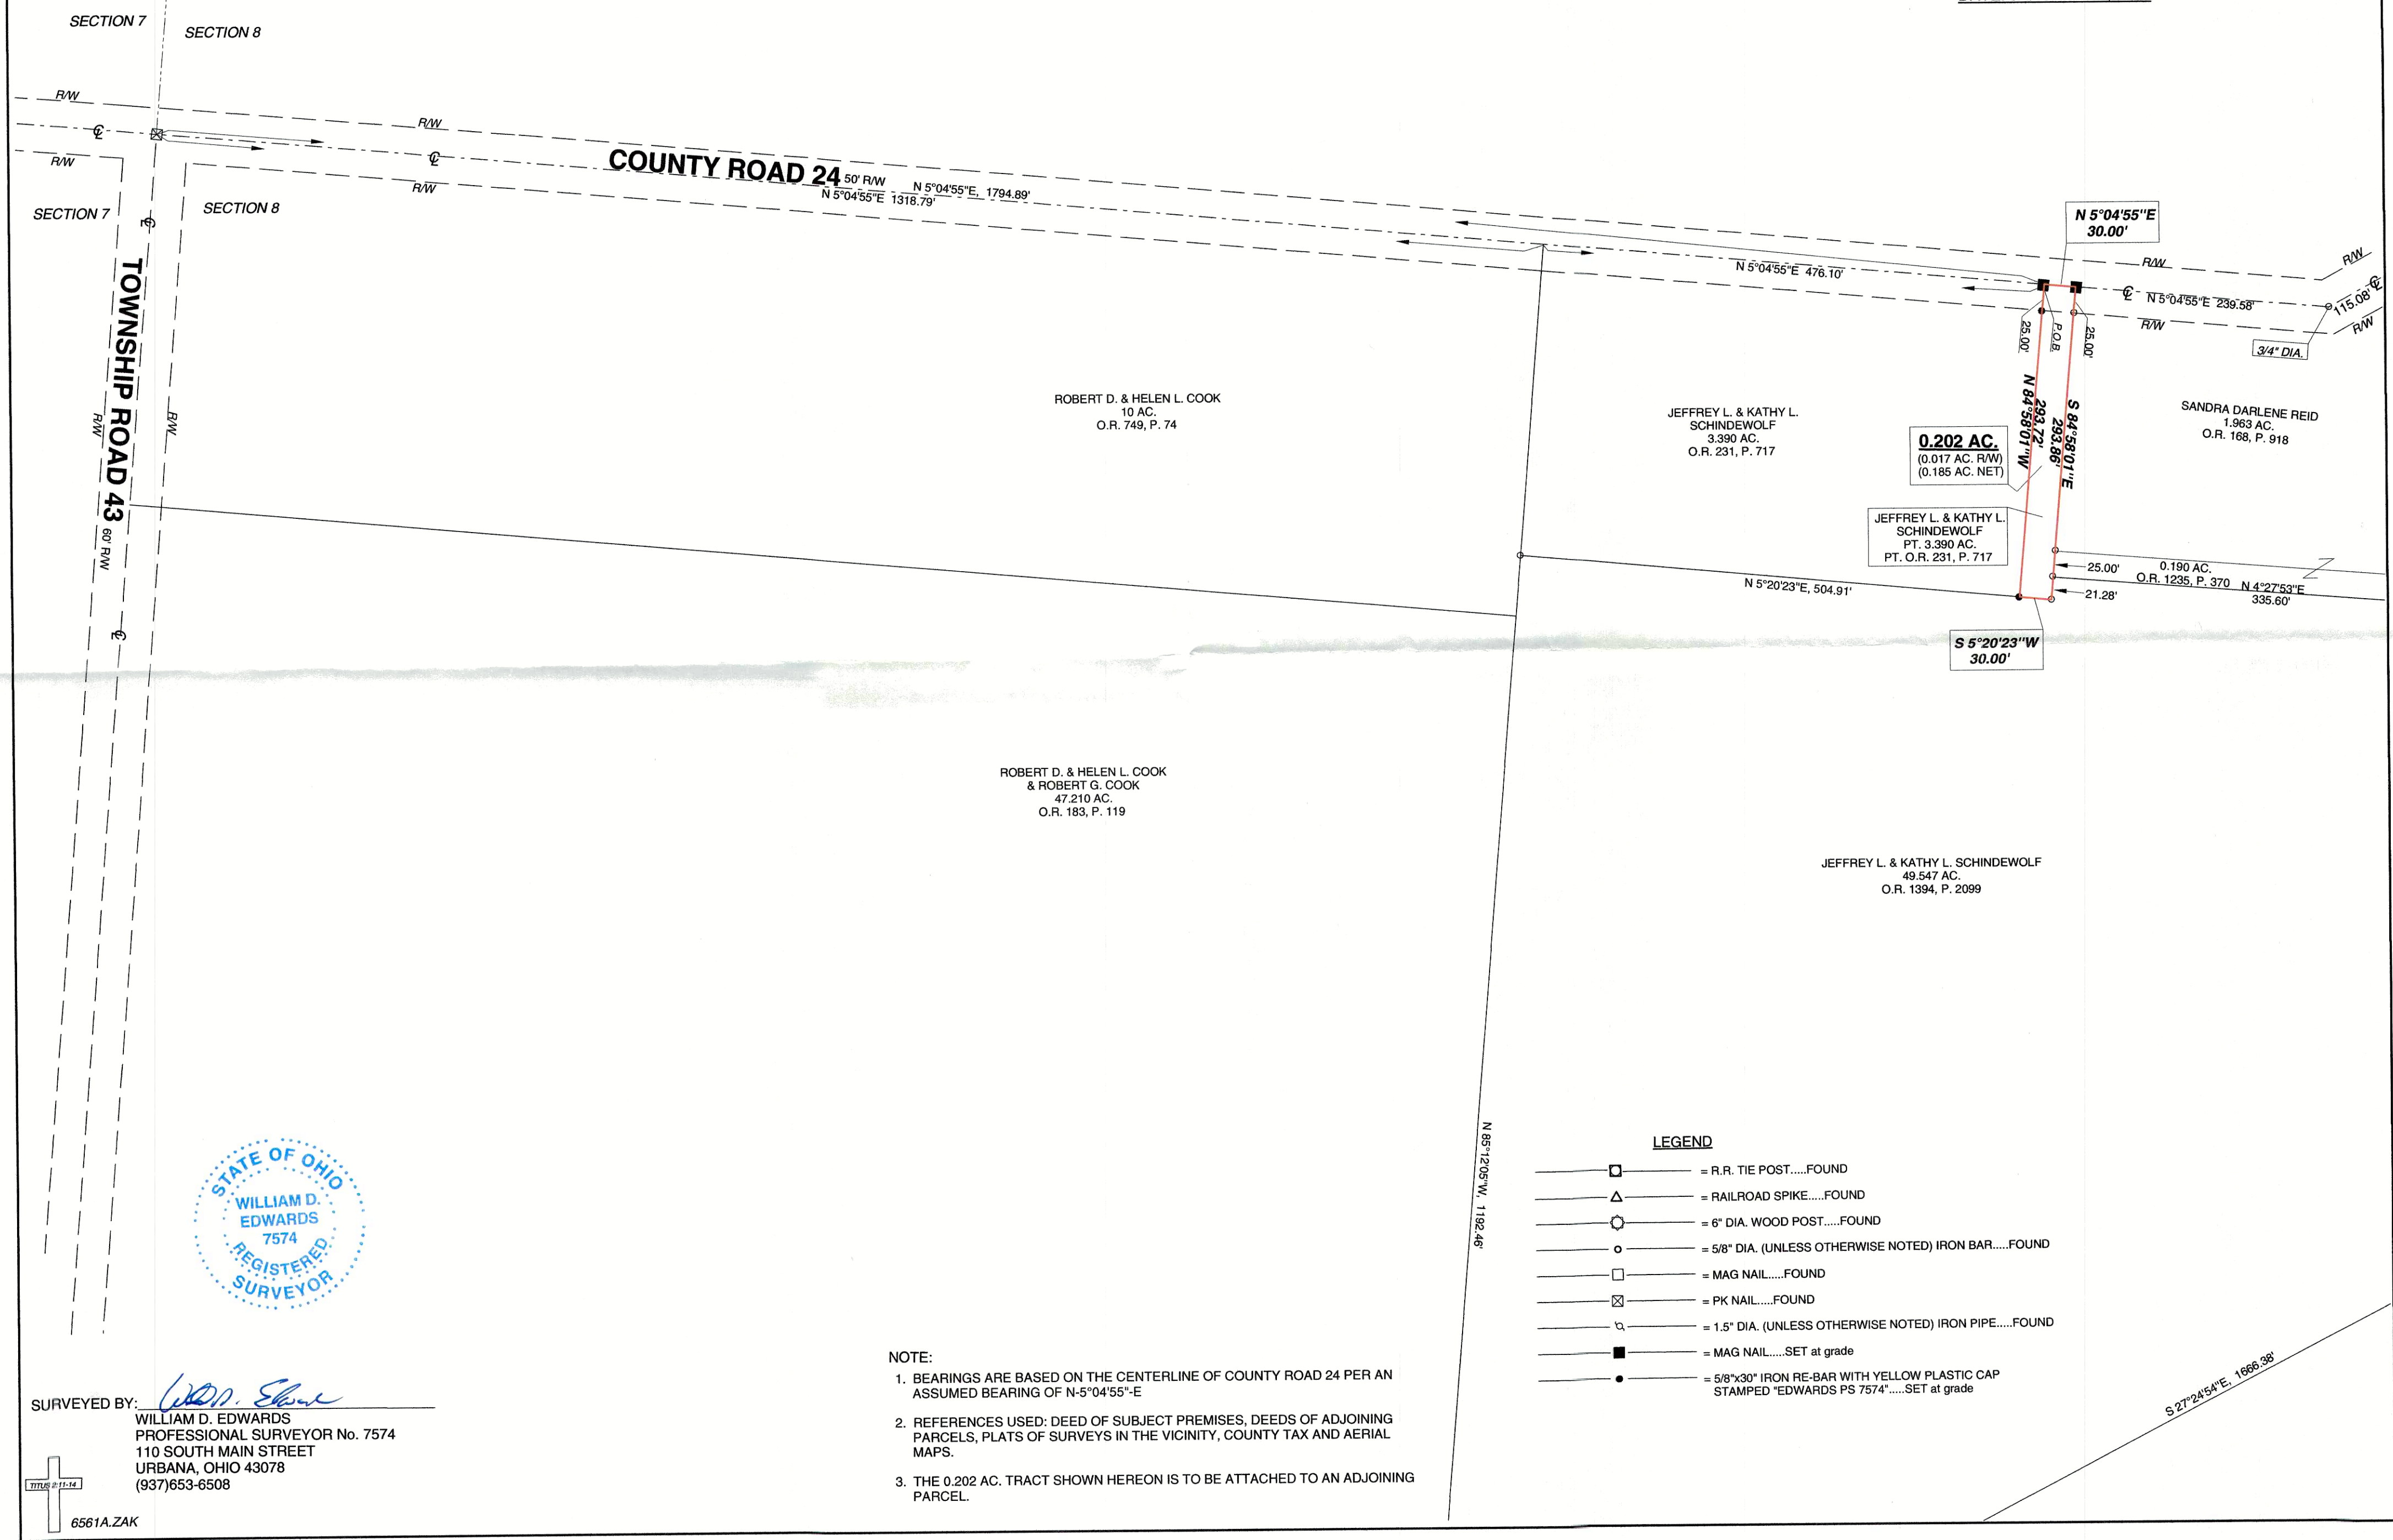 SECTION 7
SECTION 8
R/W
R/W
℄
℄
R/W
R/W
COUNTY ROAD 24 50' R/W
N 5°04'55"E, 1794.89'
N 5°04'55"E 1318.79'
SECTION 7
SECTION 8
℄
TOWNSHIP ROAD 43 60' R/W
R/W
R/W
℄
N 5°04'55"E
30.00'
N 5°04'55"E 476.10'
R/W
R/W
℄
N 5°04'55"E 239.58'
115.08'
℄
R/W
R/W
3/4" DIA.
25.00'
P.O.B.
25.00'
N 84°58'01"W
293.72'
293.86'
S 84°58'01"E
ROBERT D. & HELEN L. COOK
10 AC.
O.R. 749, P. 74
JEFFREY L. & KATHY L.
SCHINDEWOLF
3.390 AC.
O.R. 231, P. 717
0.202 AC.
(0.017 AC. R/W)
(0.185 AC. NET)
SANDRA DARLENE REID
1.963 AC.
O.R. 168, P. 918
JEFFREY L. & KATHY L.
SCHINDEWOLF
PT. 3.390 AC.
PT. O.R. 231, P. 717
25.00'
0.190 AC.
O.R. 1235, P. 370
N 4°27'53"E
335.60'
21.28'
N 5°20'23"E, 504.91'
S 5°20'23"W
30.00'
ROBERT D. & HELEN L. COOK
& ROBERT G. COOK
47.210 AC.
O.R. 183, P. 119
JEFFREY L. & KATHY L. SCHINDEWOLF
49.547 AC.
O.R. 1394, P. 2099
N 85°12'05"W, 1192.46'
S 27°24'54"E, 1666.38'
LEGEND
= R.R. TIE POST.....FOUND
= RAILROAD SPIKE.....FOUND
= 6" DIA. WOOD POST.....FOUND
= 5/8" DIA. (UNLESS OTHERWISE NOTED) IRON BAR.....FOUND
= MAG NAIL.....FOUND
= PK NAIL.....FOUND
= 1.5" DIA. (UNLESS OTHERWISE NOTED) IRON PIPE.....FOUND
= MAG NAIL.....SET at grade
= 5/8"x30" IRON RE-BAR WITH YELLOW PLASTIC CAP
STAMPED "EDWARDS PS 7574".....SET at grade
STATE OF OHIO
WILLIAM D.
EDWARDS
7574
REGISTERED
SURVEYOR
NOTE:
1. BEARINGS ARE BASED ON THE CENTERLINE OF COUNTY ROAD 24 PER AN
ASSUMED BEARING OF N-5°04'55"-E
2. REFERENCES USED: DEED OF SUBJECT PREMISES, DEEDS OF ADJOINING
PARCELS, PLATS OF SURVEYS IN THE VICINITY, COUNTY TAX AND AERIAL
MAPS.
3. THE 0.202 AC. TRACT SHOWN HEREON IS TO BE ATTACHED TO AN ADJOINING
PARCEL.
SURVEYED BY:
WILLIAM D. EDWARDS
PROFESSIONAL SURVEYOR No. 7574
110 SOUTH MAIN STREET
URBANA, OHIO 43078
(937)653-6508
TITUS 2:11-14
6561A.ZAK